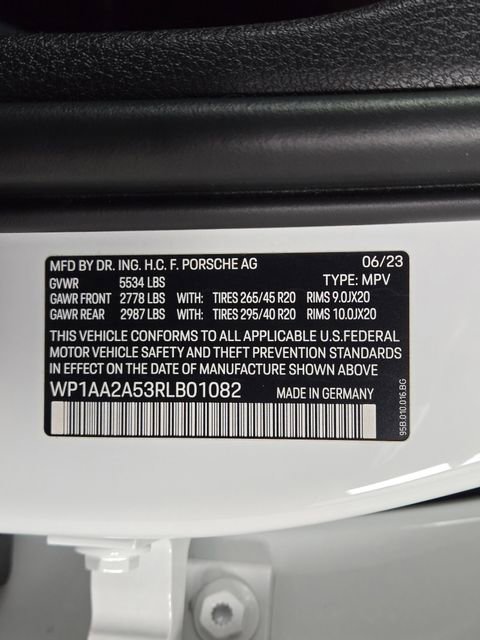 MFD BY DR. ING. H.C. F. PORSCHE AG 06/23
GVWR 5534 LBS TYPE: MPV
GAWR FRONT 2778 LBS WITH: TIRES 265/45 R20 RIMS 9.0JX20
GAWR REAR 2987 LBS WITH: TIRES 295/40 R20 RIMS 10.0JX20
THIS VEHICLE CONFORMS TO ALL APPLICABLE U.S.FEDERAL
MOTOR VEHICLE SAFETY AND THEFT PREVENTION STANDARDS
IN EFFECT ON THE DATE OF MANUFACTURE SHOWN ABOVE
WP1AA2A53RLB01082 MADE IN GERMANY
95B.010.016.BG